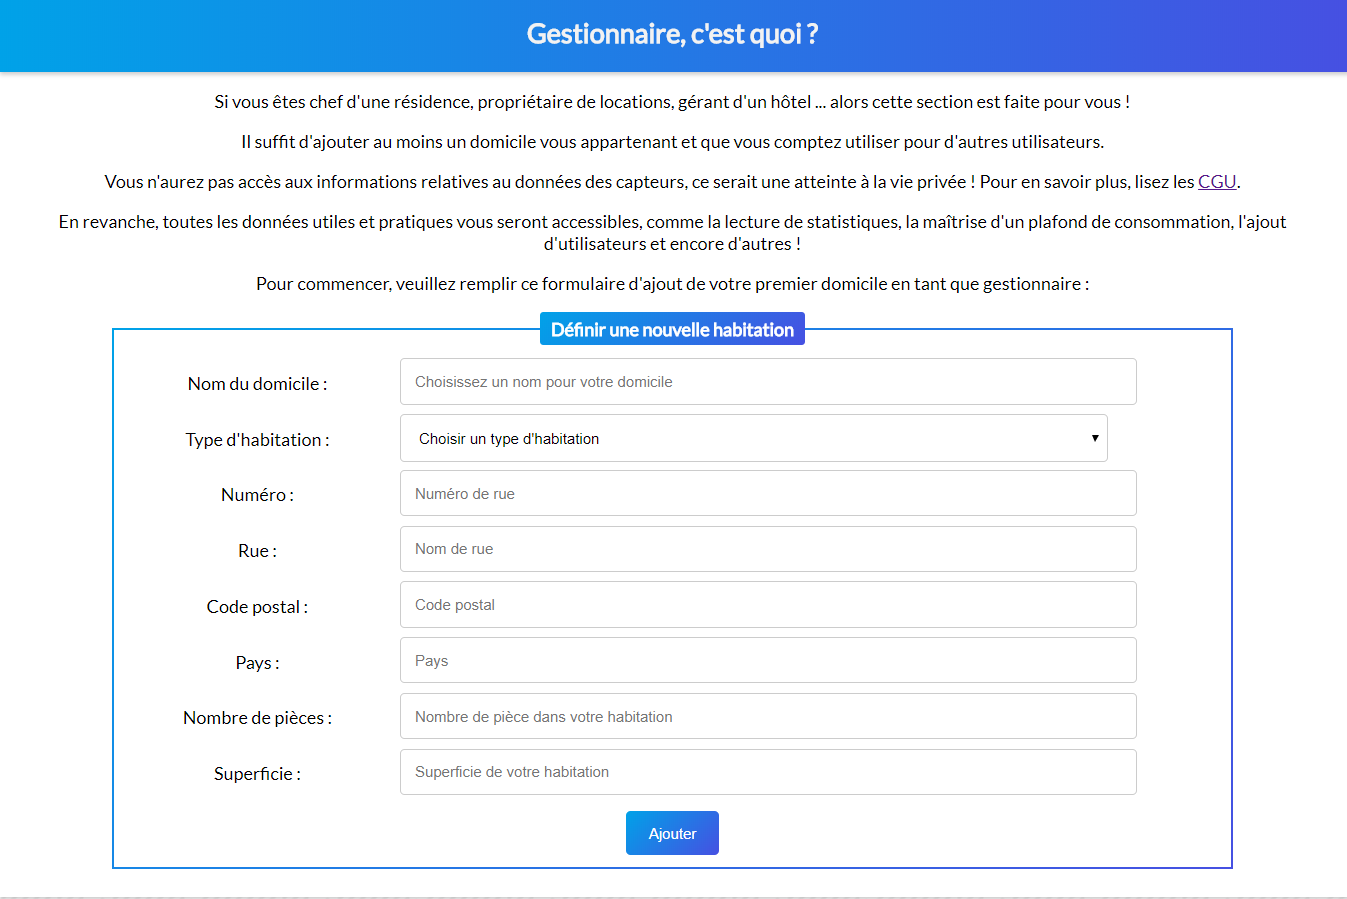 Gestionnaire, c'est quoi ?
Si vous êtes chef d'une résidence, propriétaire de locations, gérant d'un hôtel ... alors cette section est faite pour vous !
Il suffit d'ajouter au moins un domicile vous appartenant et que vous comptez utiliser pour d'autres utilisateurs.
Vous n'aurez pas accès aux informations relatives au données des capteurs, ce serait une atteinte à la vie privée ! Pour en savoir plus, lisez les CGU.
En revanche, toutes les données utiles et pratiques vous seront accessibles, comme la lecture de statistiques, la maîtrise d'un plafond de consommation, l'ajout
d'utilisateurs et encore d'autres !
Pour commencer, veuillez remplir ce formulaire d'ajout de votre premier domicile en tant que gestionnaire :
Définir une nouvelle habitation
Nom du domicile : Choisissez un nom pour votre domicile
Type d'habitation : Choisir un type d'habitation
Numéro : Numéro de rue
Rue : Nom de rue
Code postal : Code postal
Pays : Pays
Nombre de pièces : Nombre de pièce dans votre habitation
Superficie : Superficie de votre habitation
Ajouter